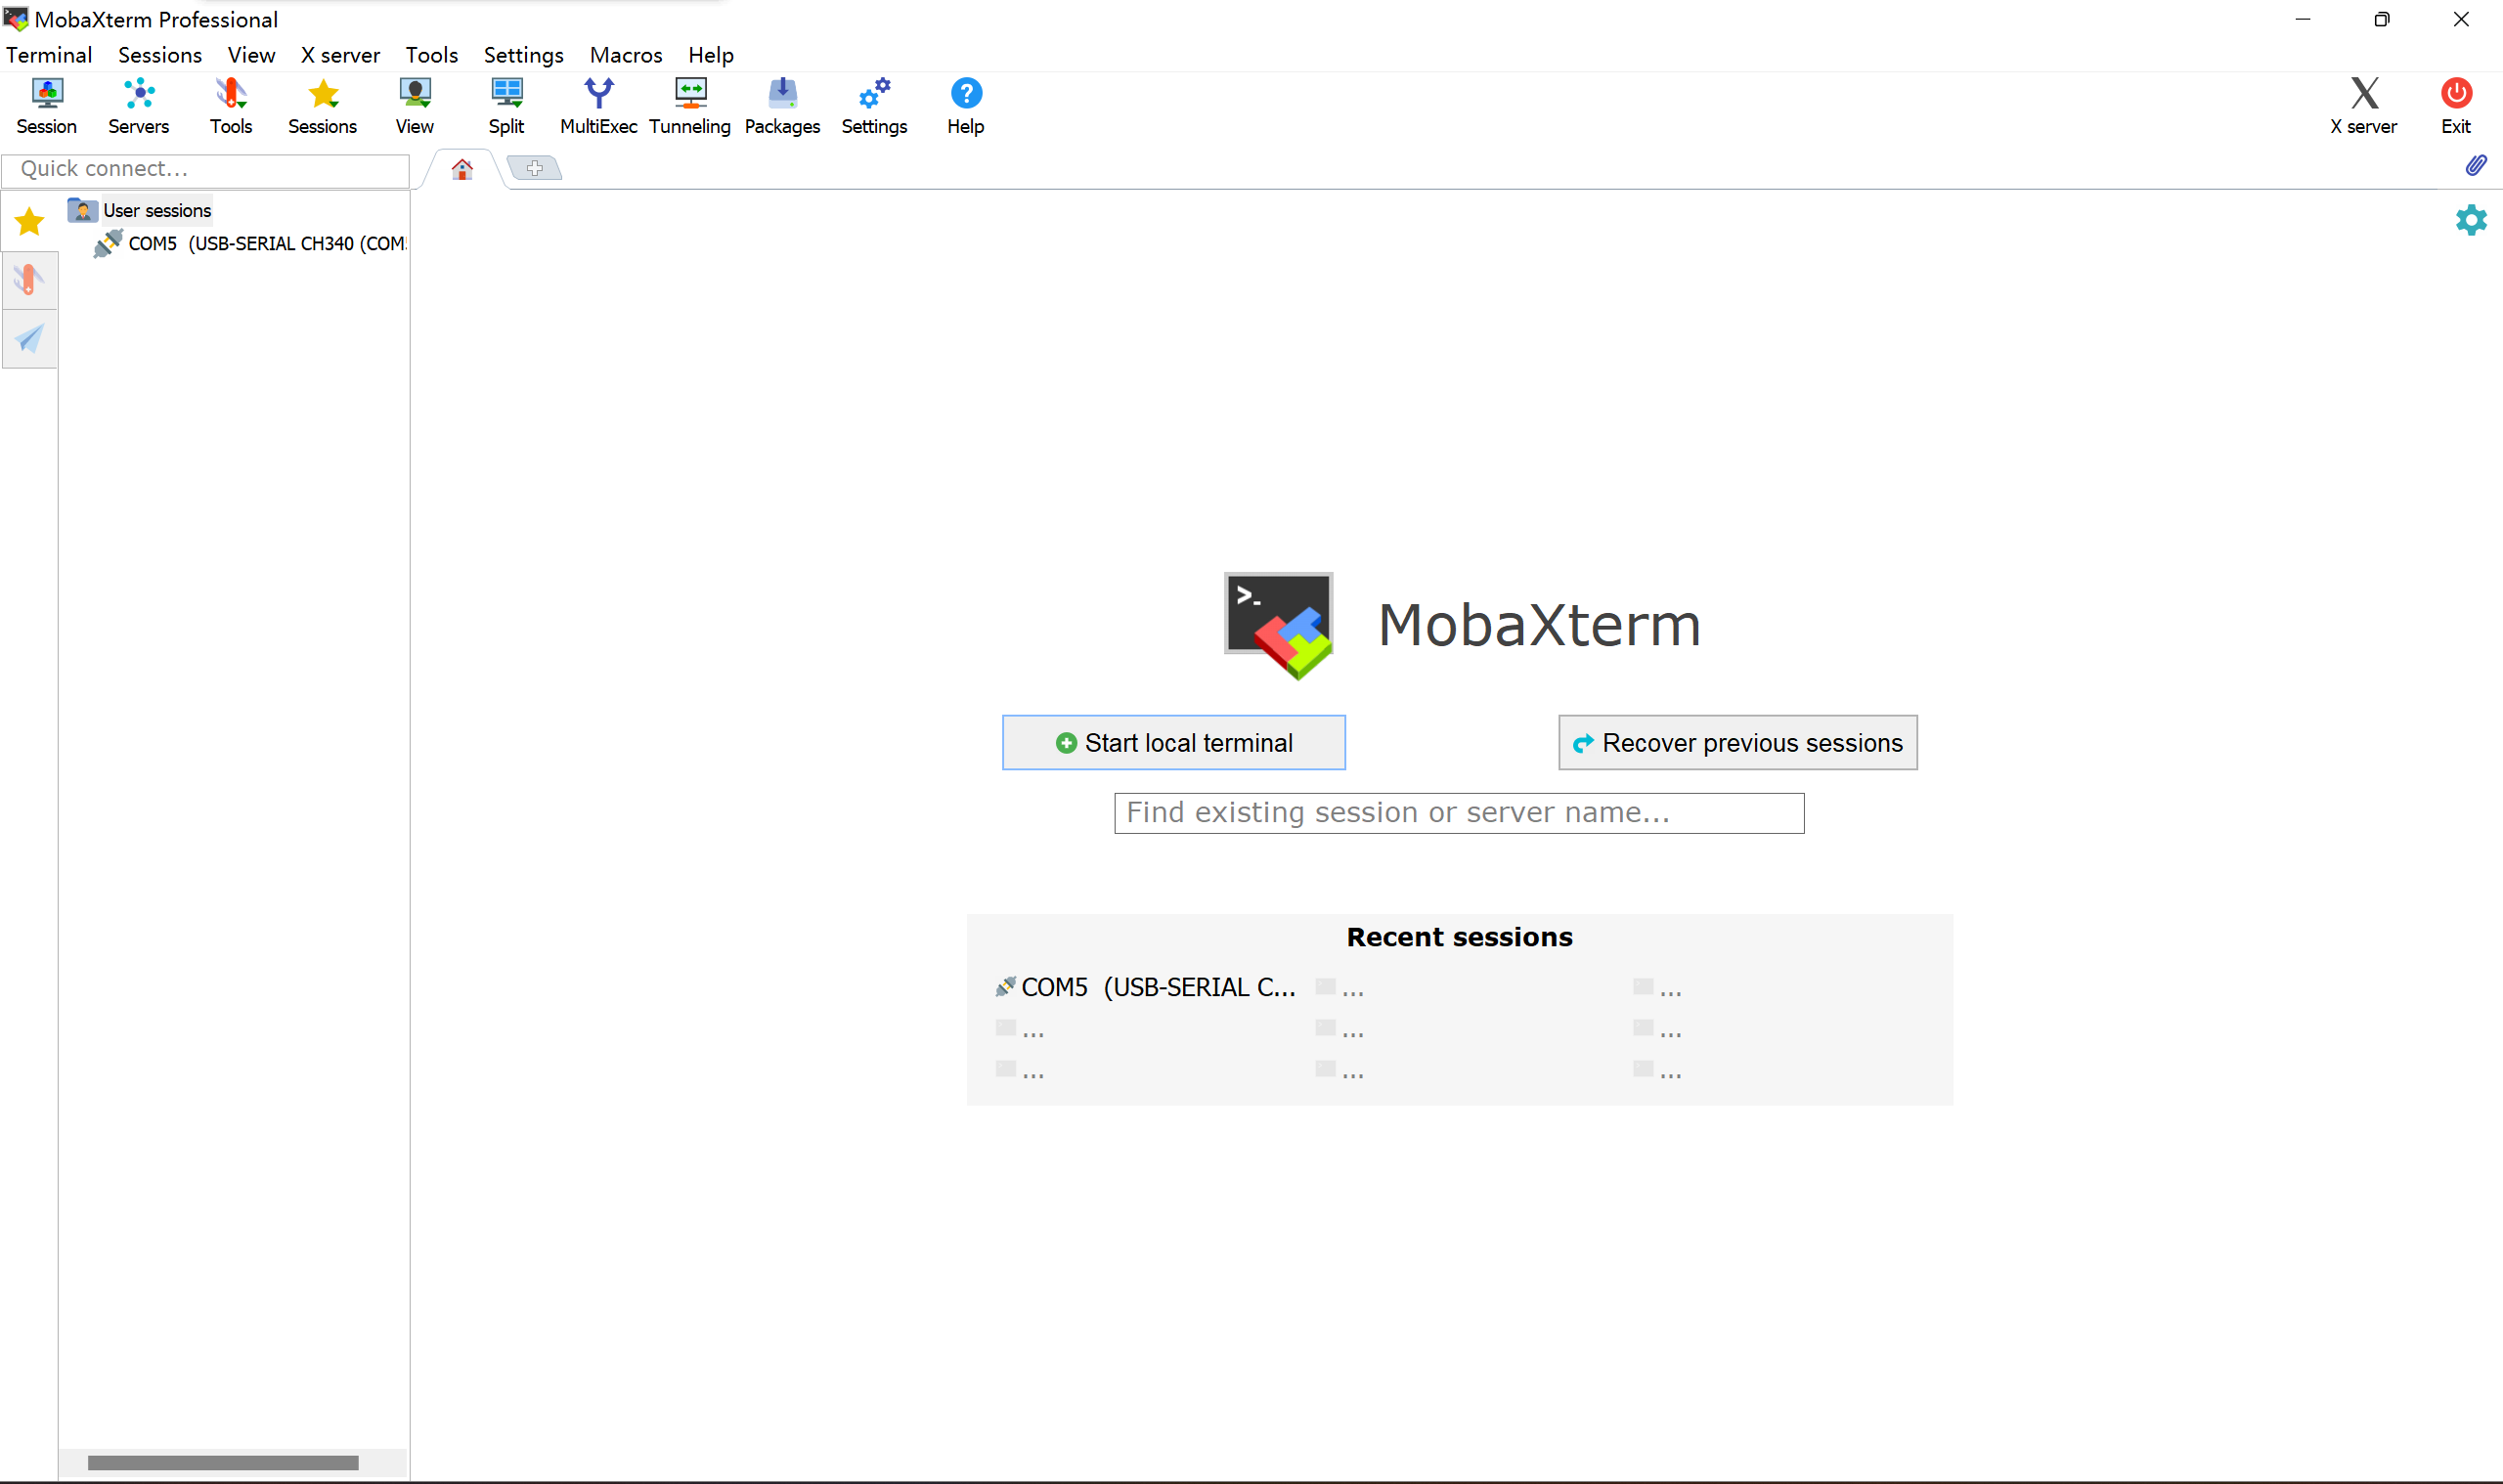 MobaXterm Professional
Terminal Sessions View X server Tools Settings Macros Help
Session Servers Tools Sessions View Split MultiExec Tunneling Packages Settings Help X server Exit
Quick connect...
User sessions
COM5 (USB-SERIAL CH340 (COM
MobaXterm
Start local terminal
Recover previous sessions
Find existing session or server name...
Recent sessions
COM5 (USB-SERIAL C... ... ...
... ... ...
... ... ...